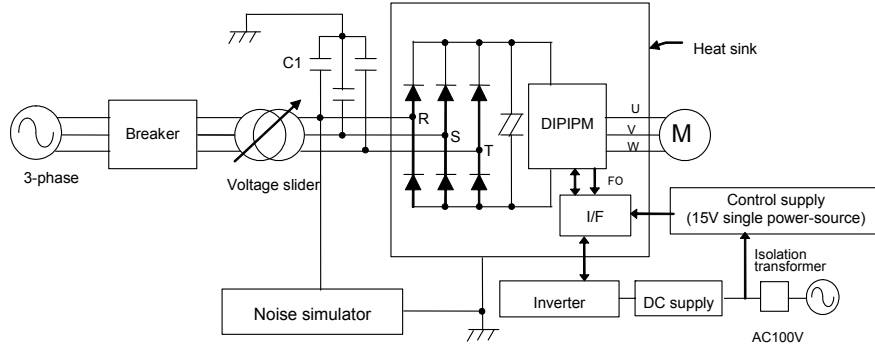 C1
Heat sink
R
S
T
Breaker
DIPIPM
U
V
W
M
3-phase
Voltage slider
FO
I/F
Control supply
(15V single power-source)
Isolation
transformer
Noise simulator
Inverter
DC supply
AC100V